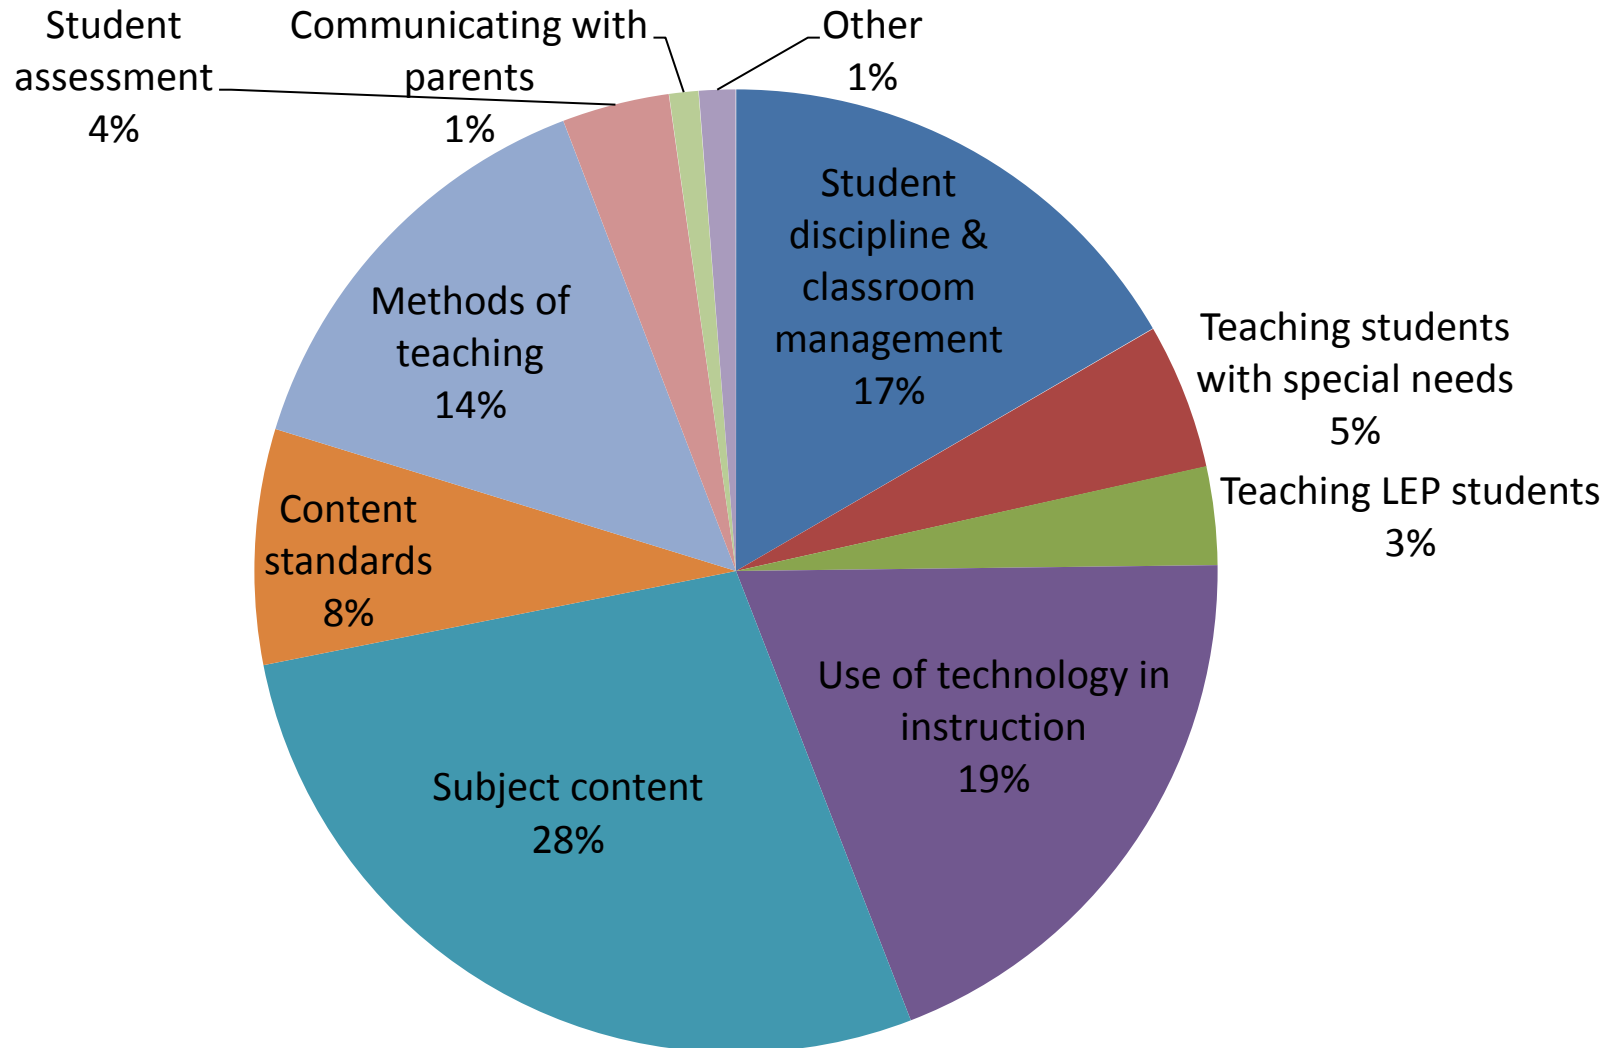 Student
assessment
4%
Communicating with
parents
1%
Other
1%
Student
discipline &
classroom
management
17%
Teaching students
with special needs
5%
Teaching LEP students
3%
Use of technology in
instruction
19%
Subject content
28%
Content
standards
8%
Methods of
teaching
14%